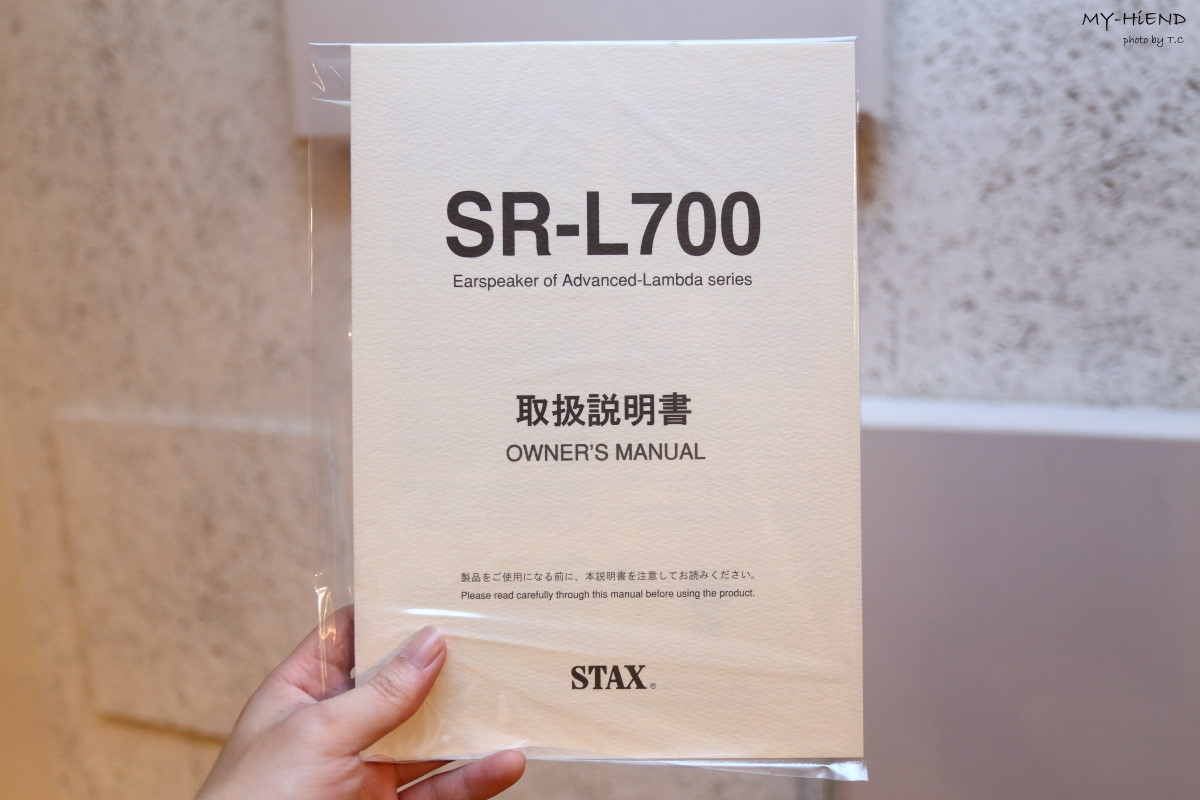 MY-HiEND
photo by T.C
SR-L700
Earspeaker of Advanced-Lambda series
取扱説明書
OWNER'S MANUAL
製品をご使用になる前に、本説明書を注意してお読みください。
Please read carefully through this manual before using the product.
STAX®